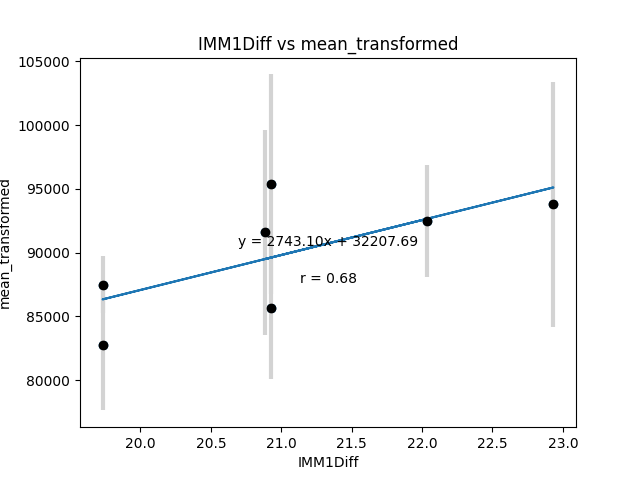 IMM1Diff vs mean_transformed
105000
100000
95000
90000
85000
80000
mean_transformed
y = 2743.10x + 32207.69
r = 0.68
20.0 20.5 21.0 21.5 22.0 22.5 23.0
IMM1Diff